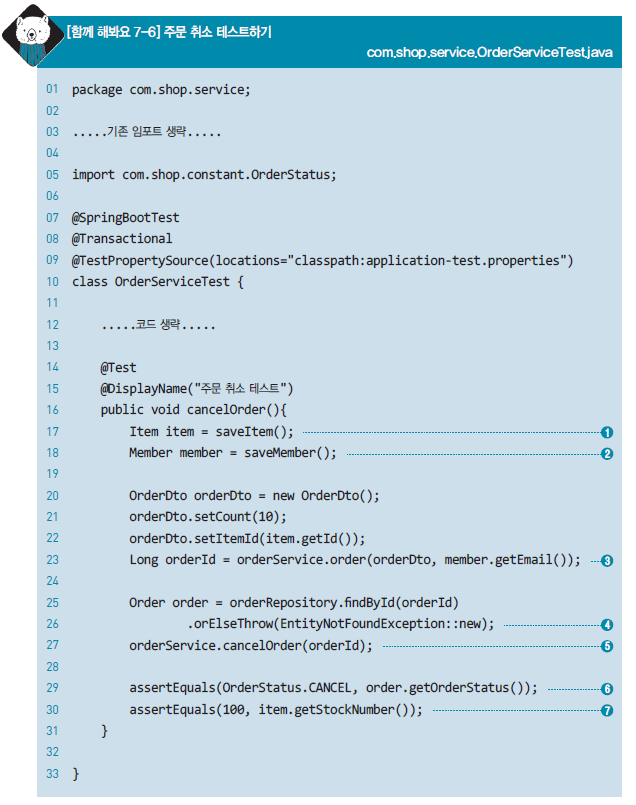 [함께 해봐요 7-6] 주문 취소 테스트하기
com.shop.service.OrderServiceTest.java
01 package com.shop.service;
02
03 .....기존 임포트 생략.....
04
05 import com.shop.constant.OrderStatus;
06
07 @SpringBootTest
08 @Transactional
09 @TestPropertySource(locations="classpath:application-test.properties")
10 class OrderServiceTest {
11
12     .....코드 생략.....
13
14     @Test
15     @DisplayName("주문 취소 테스트")
16     public void cancelOrder(){
17         Item item = saveItem(); ❶
18         Member member = saveMember(); ❷
19
20         OrderDto orderDto = new OrderDto();
21         orderDto.setCount(10);
22         orderDto.setItemId(item.getId());
23         Long orderId = orderService.order(orderDto, member.getEmail()); ❸
24
25         Order order = orderRepository.findById(orderId)
26                 .orElseThrow(EntityNotFoundException::new); ❹
27         orderService.cancelOrder(orderId); ❺
28
29         assertEquals(OrderStatus.CANCEL, order.getOrderStatus()); ❻
30         assertEquals(100, item.getStockNumber()); ❼
31     }
32
33 }